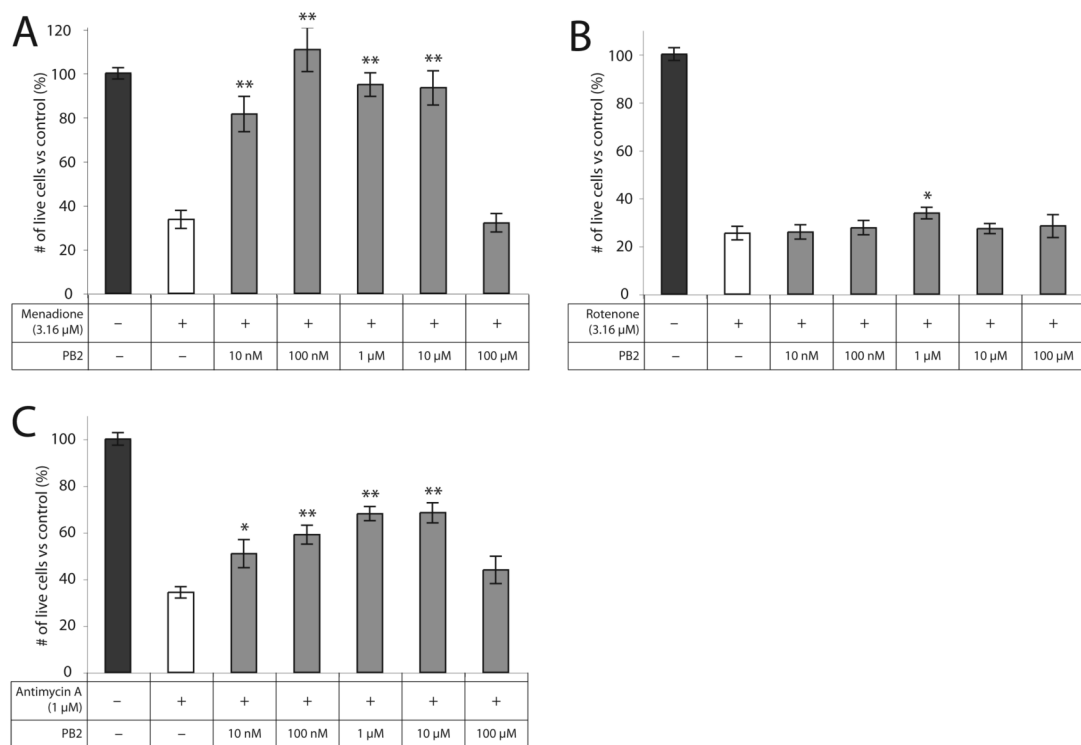 A
# of live cells vs control (%)
120
100
80
60
40
20
0
** ** ** **
Menadione (3.16 µM) – + + + + + +
PB2 – – 10 nM 100 nM 1 µM 10 µM 100 µM
B
# of live cells vs control (%)
100
80
60
40
20
0
*
Rotenone (3.16 µM) – + + + + + +
PB2 – – 10 nM 100 nM 1 µM 10 µM 100 µM
C
# of live cells vs control (%)
100
80
60
40
20
0
* ** ** **
Antimycin A (1 µM) – + + + + + +
PB2 – – 10 nM 100 nM 1 µM 10 µM 100 µM